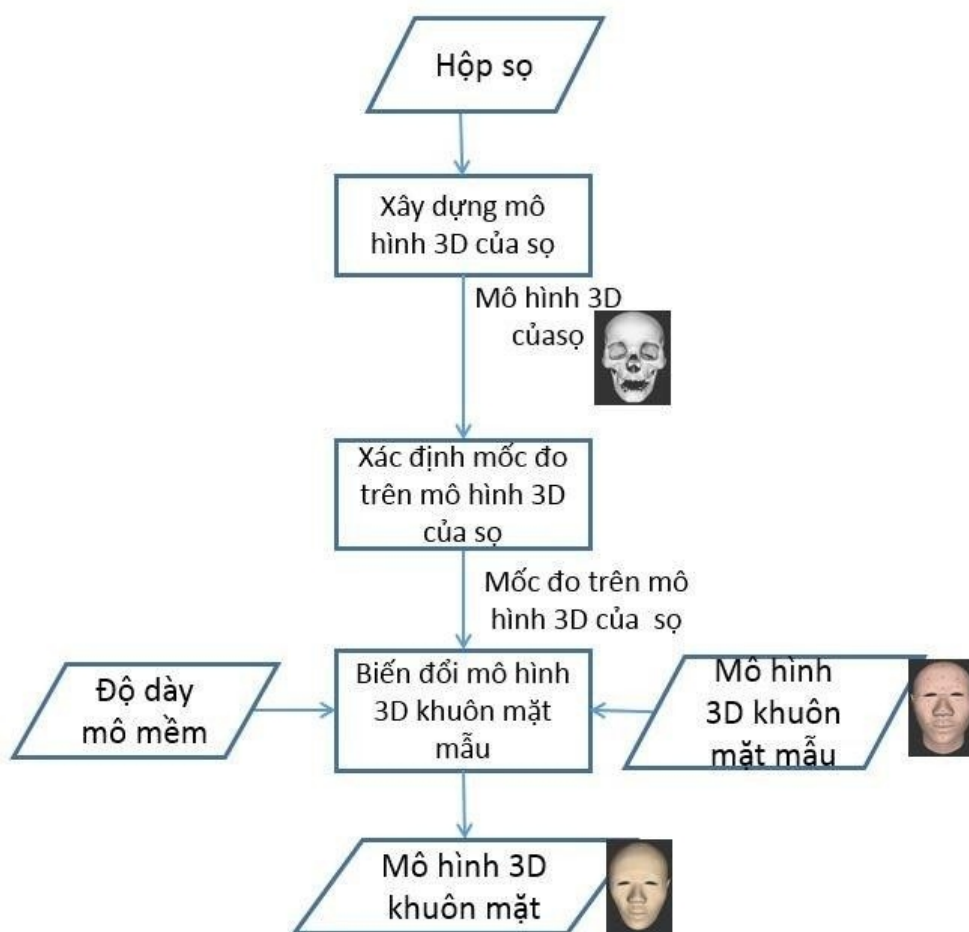 Hộp sọ
Xây dựng mô
hình 3D của sọ
Mô hình 3D
củasọ
Xác định mốc đo
trên mô hình 3D
của sọ
Mốc đo trên mô
hình 3D của sọ
Độ dày
mô mềm
Biến đổi mô hình
3D khuôn mặt
mẫu
Mô hình
3D khuôn
mặt mẫu
Mô hình 3D
khuôn mặt